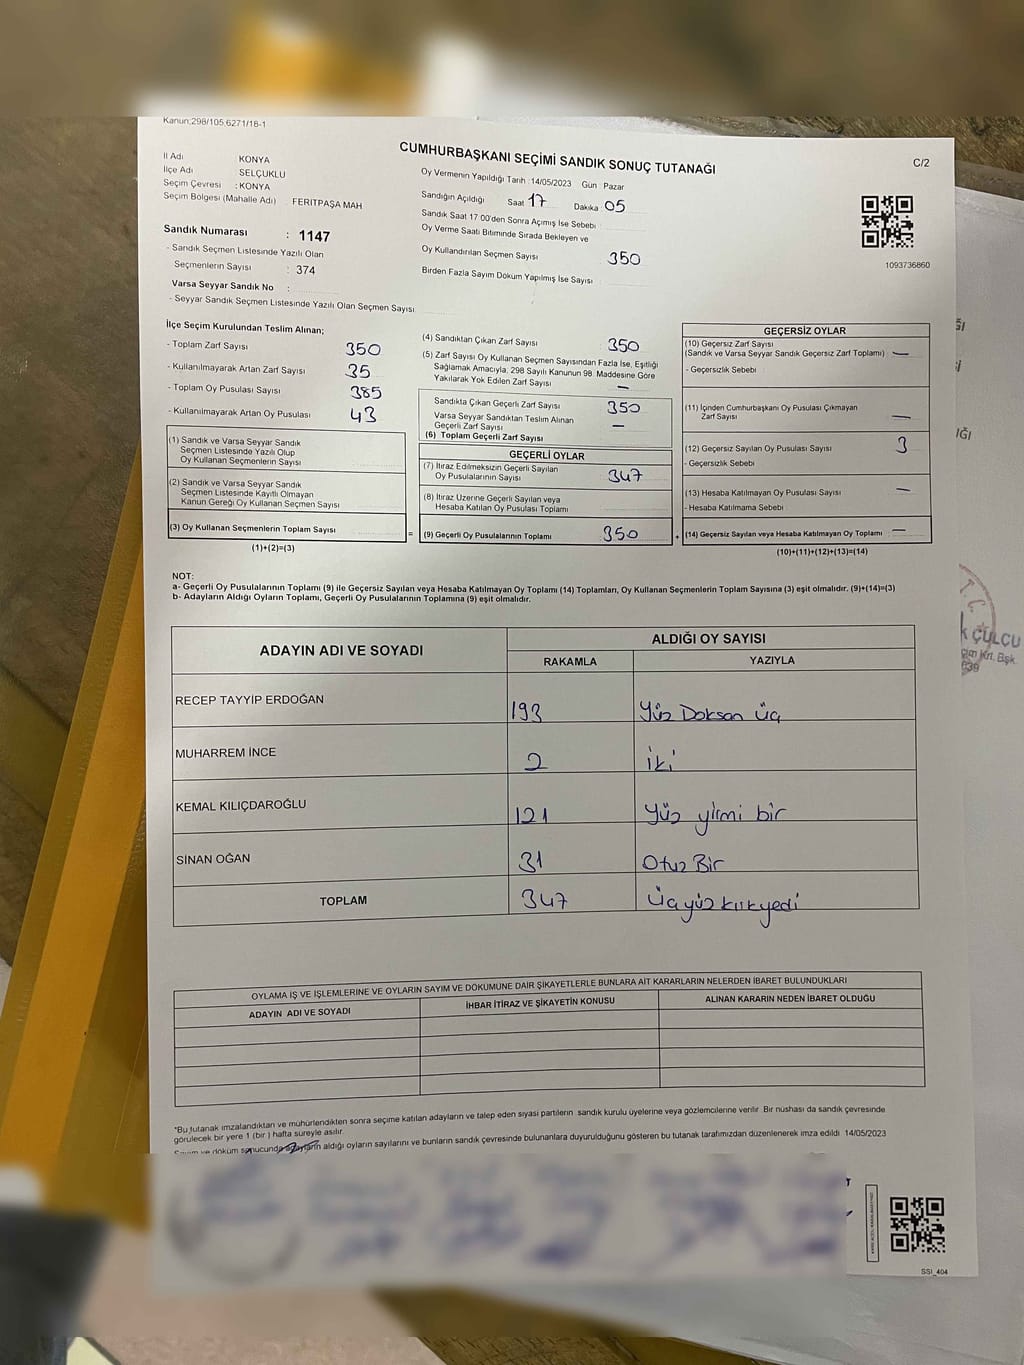 Kanun:298/105,6271/18-1
CUMHURBAŞKANI SEÇİMİ SANDIK SONUÇ TUTANAĞI
C/2
İl Adı KONYA
İlçe Adı SELÇUKLU
Seçim Çevresi : KONYA
Seçim Bölgesi (Mahalle Adı) FERITPAŞA MAH
Oy Vermenin Yapıldığı Tarih :14/05/2023 Gün : Pazar
Sandığın Açıldığı Saat 17 Dakika : 05
Sandık Saat 17 00'den Sonra Açımış İse Sebebi
Oy Verme Saati Bitiminde Sırada Bekleyen ve
Oy Kullandırılan Seçmen Sayısı 350
Birden Fazla Sayım Döküm Yapılmış İse Sayısı
1093736860
Sandık Numarası : 1147
- Sandık Seçmen Listesinde Yazılı Olan
Seçmenlerin Sayısı : 374
Varsa Seyyar Sandık No :
- Seyyar Sandık Seçmen Listesinde Yazılı Olan Seçmen Sayısı
İlçe Seçim Kurulundan Teslim Alınan;
- Toplam Zarf Sayısı 350
- Kullanılmayarak Artan Zarf Sayısı 35
- Toplam Oy Pusulası Sayısı 385
- Kullanılmayarak Artan Oy Pusulası 43
(1) Sandık ve Varsa Seyyar Sandık
Seçmen Listesinde Yazılı Olup
Oy Kullanan Seçmenlerin Sayısı
(2) Sandık ve Varsa Seyyar Sandık
Seçmen Listesinde Kayıtlı Olmayan
Kanun Gereği Oy Kullanan Seçmen Sayısı
(3) Oy Kullanan Seçmenlerin Toplam Sayısı =
(1)+(2)=(3)
(4) Sandıktan Çıkan Zarf Sayısı 350
(5) Zarf Sayısı Oy Kullanan Seçmen Sayısından Fazla İse, Eşitliği
Sağlamak Amacıyla, 298 Sayılı Kanunun 98. Maddesine Göre
Yakılarak Yok Edilen Zarf Sayısı —
Sandıkta Çıkan Geçerli Zarf Sayısı 350
Varsa Seyyar Sandıktan Teslim Alınan
Geçerli Zarf Sayısı —
(6) Toplam Geçerli Zarf Sayısı
GEÇERLİ OYLAR
(7) İtiraz Edilmeksizin Geçerli Sayılan
Oy Pusulalarının Sayısı 347
(8) İtiraz Üzerine Geçerli Sayılan veya
Hesaba Katılan Oy Pusulası Toplamı
(9) Geçerli Oy Pusulalarının Toplamı 350 +
GEÇERSİZ OYLAR
(10) Geçersiz Zarf Sayısı
(Sandık ve Varsa Seyyar Sandık Geçersiz Zarf Toplamı) —
- Geçersizlik Sebebi
(11) İçinden Cumhurbaşkanı Oy Pusulası Çıkmayan
Zarf Sayısı —
(12) Geçersiz Sayılan Oy Pusulası Sayısı 3
- Geçersizlik Sebebi
(13) Hesaba Katılmayan Oy Pusulası Sayısı —
- Hesaba Katılmama Sebebi
(14) Geçersiz Sayılan veya Hesaba Katılmayan Oy Toplamı —
(10)+(11)+(12)+(13)=(14)
NOT:
a- Geçerli Oy Pusulalarının Toplamı (9) ile Geçersiz Sayılan veya Hesaba Katılmayan Oy Toplamı (14) Toplamları, Oy Kullanan Seçmenlerin Toplam Sayısına (3) eşit olmalıdır. (9)+(14)=(3)
b- Adayların Aldığı Oyların Toplamı, Geçerli Oy Pusulalarının Toplamına (9) eşit olmalıdır.
ADAYIN ADI VE SOYADI
ALDIĞI OY SAYISI
RAKAMLA YAZIYLA
RECEP TAYYİP ERDOĞAN 193 Yüz Doksan üç
MUHARREM İNCE 2 İki
KEMAL KILIÇDAROĞLU 121 Yüz yirmi bir
SİNAN OĞAN 31 Otuz Bir
TOPLAM 347 Üçyüzkırkyedi
OYLAMA İŞ VE İŞLEMLERİNE VE OYLARIN SAYIM VE DÖKÜMÜNE DAİR ŞİKAYETLERLE BUNLARA AİT KARARLARIN NELERDEN İBARET BULUNDUKLARI
ADAYIN ADI VE SOYADI İHBAR İTİRAZ VE ŞİKAYETİN KONUSU ALINAN KARARIN NEDEN İBARET OLDUĞU
*Bu tutanak imzalandıktan ve mühürlendikten sonra seçime katılan adayların ve talep eden siyasi partilerin sandık kurulu üyelerine veya gözlemcilerine verilir. Bir nüshası da sandık çevresinde
görülecek bir yere 1 (bir) hafta süreyle asılır.
Sayım ve döküm sonucunda adayların aldığı oyların sayılarını ve bunların sandık çevresinde bulunanlara duyurulduğunu gösteren bu tutanak tarafımızdan düzenlenerek imza edildi 14/05/2023
SSI_404
ÇULCU